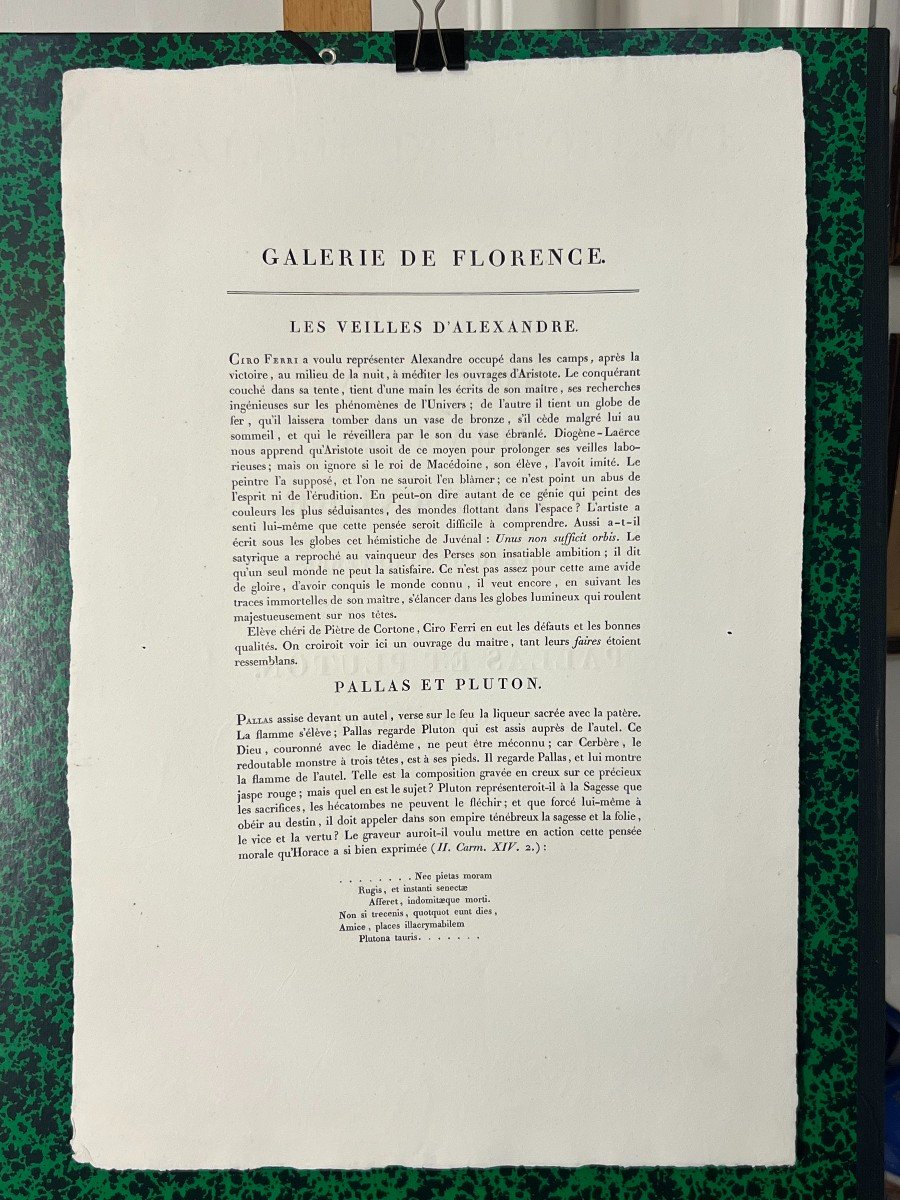 GALERIE DE FLORENCE.
LES VEILLES D'ALEXANDRE.
CIRO FERRI a voulu représenter Alexandre occupé dans les camps, après la
victoire, au milieu de la nuit, à méditer les ouvrages d'Aristote. Le conquérant
couché dans sa tente, tient d'une main les écrits de son maître, ses recherches
ingénieuses sur les phénomènes de l'Univers; de l'autre il tient un globe de
fer, qu'il laissera tomber dans un vase de bronze, s'il cède malgré lui au
sommeil, et qui le réveillera par le son du vase ébranlé. Diogène-Laërce
nous apprend qu'Aristote usoit de ce moyen pour prolonger ses veilles labo-
rieuses; mais on ignore si le roi de Macédoine, son élève, l'avoit imité. Le
peintre l'a supposé, et l'on ne sauroit l'en blâmer; ce n'est point un abus de
l'esprit ni de l'érudition. En peut-on dire autant de ce génie qui peint des
couleurs les plus séduisantes, des mondes flottant dans l'espace? L'artiste a
senti lui-même que cette pensée seroit difficile à comprendre. Aussi a-t-il
écrit sous les globes cet hémistiche de Juvénal : Unus non sufficit orbis. Le
satyrique a reproché au vainqueur des Perses son insatiable ambition; il dit
qu'un seul monde ne peut la satisfaire. Ce n'est pas assez pour cette ame avide
de gloire, d'avoir conquis le monde connu, il veut encore, en suivant les
traces immortelles de son maître, s'élancer dans les globes lumineux qui roulent
majestueusement sur nos têtes.
Elève chéri de Piètre de Cortone, Ciro Ferri en eut les défauts et les bonnes
qualités. On croiroit voir ici un ouvrage du maître, tant leurs faires étoient
ressemblans.
PALLAS ET PLUTON.
PALLAS assise devant un autel, verse sur le feu la liqueur sacrée avec la patère.
La flamme s'élève; Pallas regarde Pluton qui est assis auprès de l'autel. Ce
Dieu, couronné avec le diadême, ne peut être méconnu; car Cerbère, le
redoutable monstre à trois têtes, est à ses pieds. Il regarde Pallas, et lui montre
la flamme de l'autel. Telle est la composition gravée en creux sur ce précieux
jaspe rouge; mais quel en est le sujet? Pluton représenteroit-il à la Sagesse que
les sacrifices, les hécatombes ne peuvent le fléchir; et que forcé lui-même à
obéir au destin, il doit appeler dans son empire ténébreux la sagesse et la folie,
le vice et la vertu? Le graveur auroit-il voulu mettre en action cette pensée
morale qu'Horace a si bien exprimée (II. Carm. XIV. 2.) :
. . . . . . . . Nec pietas moram
Rugis, et instanti senectæ
Afferet, indomitæque morti.
Non si trecenis, quotquot eunt dies,
Amice, places illacrymabilem
Plutona tauris. . . . . . .